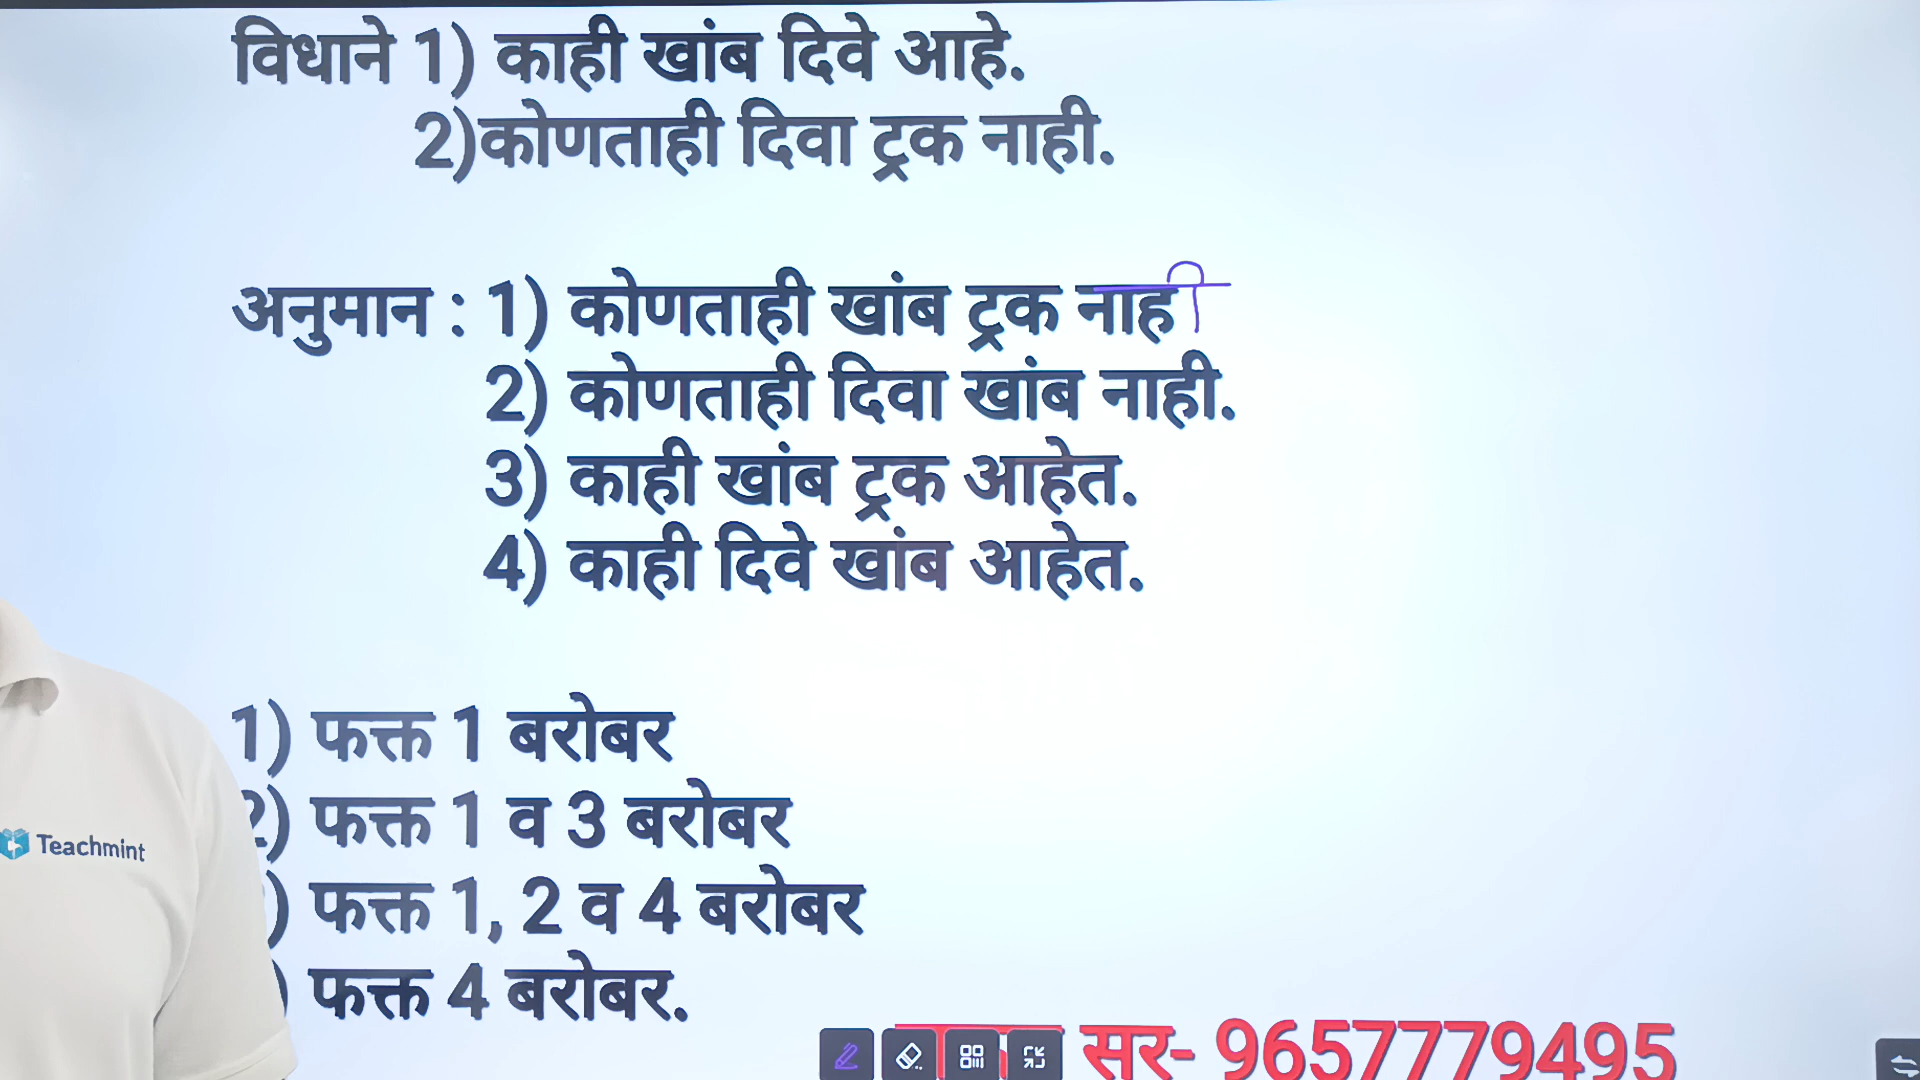 विधाने 1) काही खांब दिवे आहे.
2)कोणताही दिवा ट्रक नाही.
अनुमान : 1) कोणताही खांब ट्रक नाही
2) कोणताही दिवा खांब नाही.
3) काही खांब ट्रक आहेत.
4) काही दिवे खांब आहेत.
1) फक्त 1 बरोबर
2) फक्त 1 व 3 बरोबर
) फक्त 1, 2 व 4 बरोबर
) फक्त 4 बरोबर.
Teachmint
सर- 9657779495